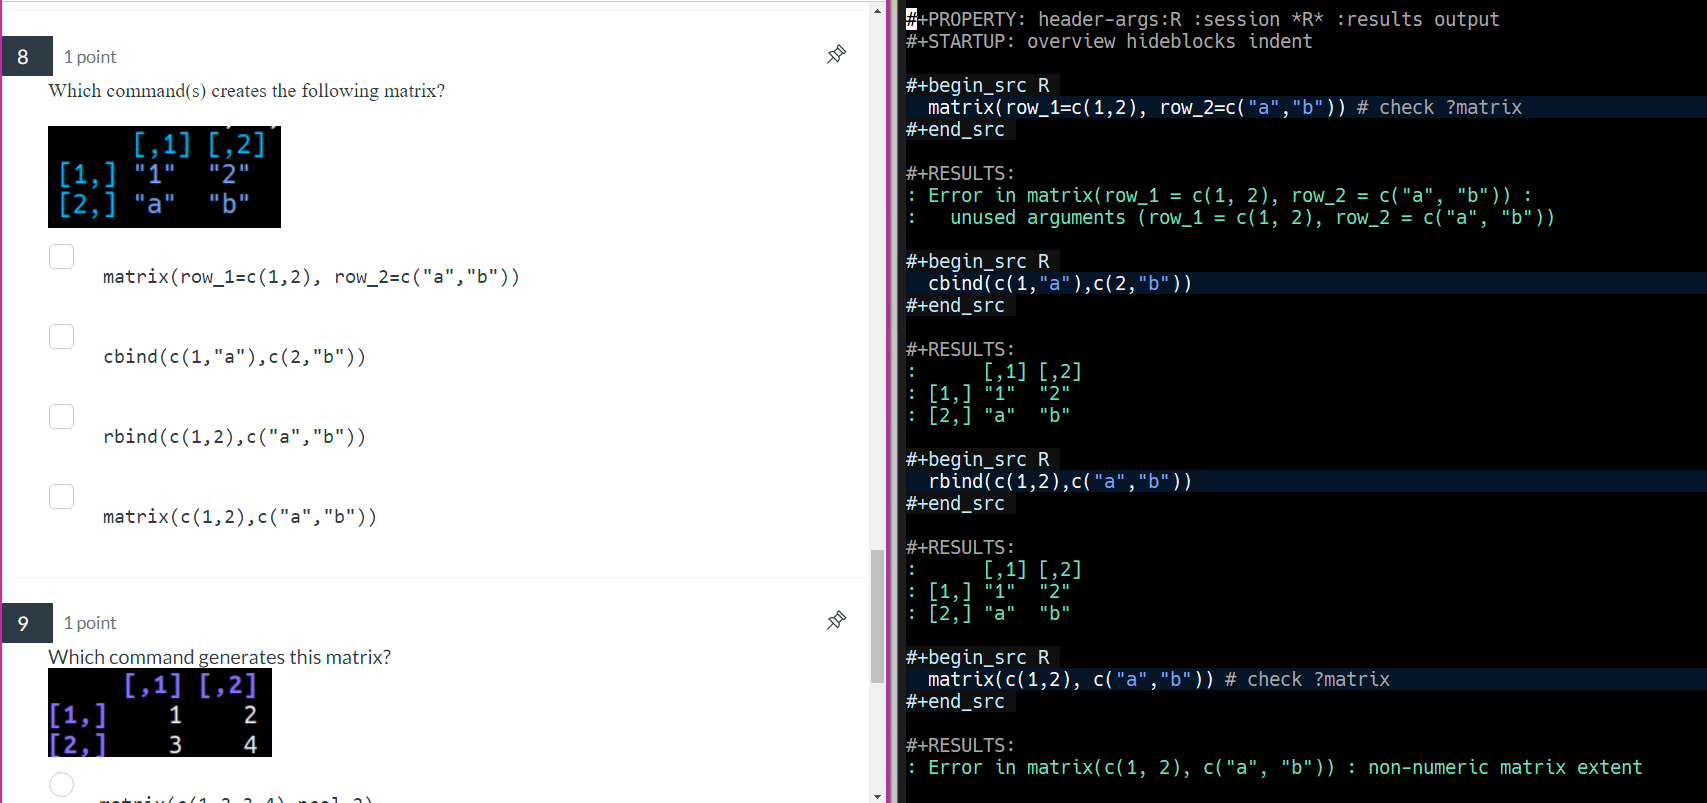 8
1 point
Which command(s) creates the following matrix?
[,1] [,2]
[1,] "1" "2"
[2,] "a" "b"
matrix(row_1=c(1,2), row_2=c("a","b"))
cbind(c(1,"a"),c(2,"b"))
rbind(c(1,2),c("a","b"))
matrix(c(1,2),c("a","b"))
9
1 point
Which command generates this matrix?
[,1] [,2]
[1,] 1 2
[2,] 3 4
#+PROPERTY: header-args:R :session *R* :results output
#+STARTUP: overview hideblocks indent
#+begin_src R
matrix(row_1=c(1,2), row_2=c("a","b")) # check ?matrix
#+end_src
#+RESULTS:
: Error in matrix(row_1 = c(1, 2), row_2 = c("a", "b")) :
: unused arguments (row_1 = c(1, 2), row_2 = c("a", "b"))
#+begin_src R
cbind(c(1,"a"),c(2,"b"))
#+end_src
#+RESULTS:
: [,1] [,2]
: [1,] "1" "2"
: [2,] "a" "b"
#+begin_src R
rbind(c(1,2),c("a","b"))
#+end_src
#+RESULTS:
: [,1] [,2]
: [1,] "1" "2"
: [2,] "a" "b"
#+begin_src R
matrix(c(1,2), c("a","b")) # check ?matrix
#+end_src
#+RESULTS:
: Error in matrix(c(1, 2), c("a", "b")) : non-numeric matrix extent